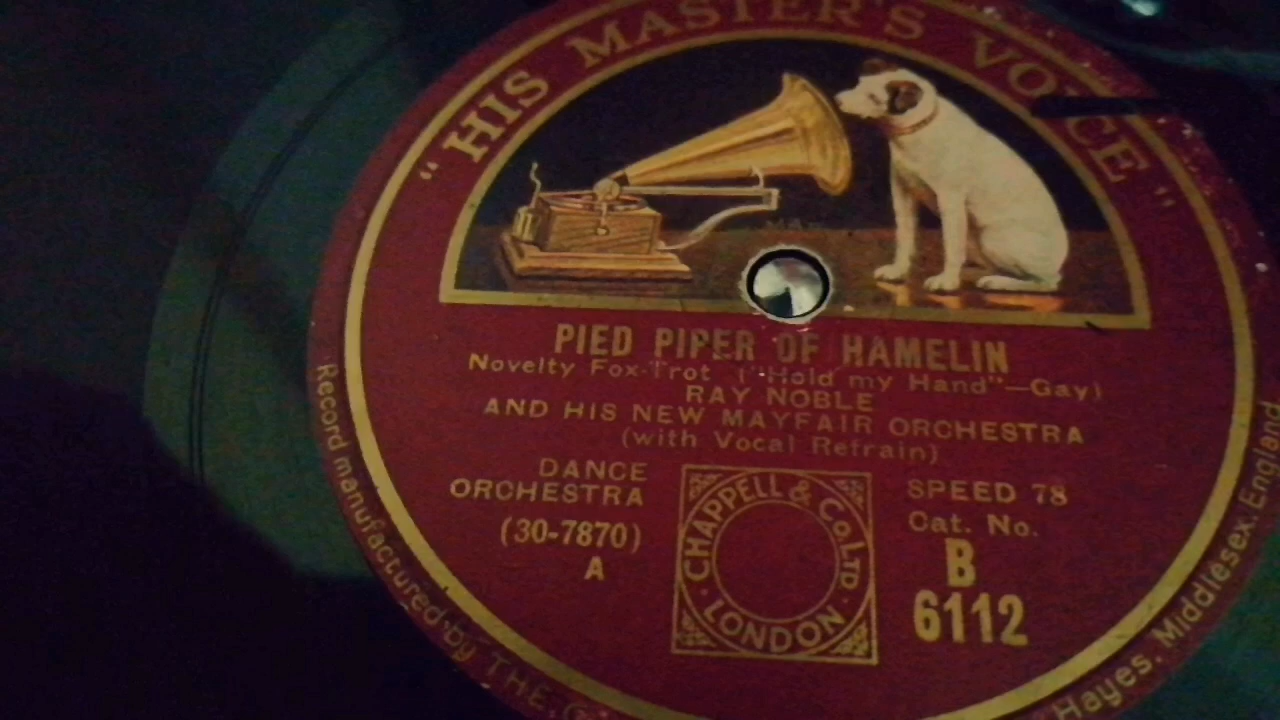 "HIS MASTER'S VOICE"
PIED PIPER OF HAMELIN
Novelty Fox-Trot ("Hold my Hand"—Gay)
RAY NOBLE
AND HIS NEW MAYFAIR ORCHESTRA
(with Vocal Refrain)
DANCE
ORCHESTRA
(30-7870)
A
CHAPPELL & Co. LTD
· LONDON ·
SPEED 78
Cat. No.
B
6112
Record manufactured by THE
Hayes, Middlesex, England